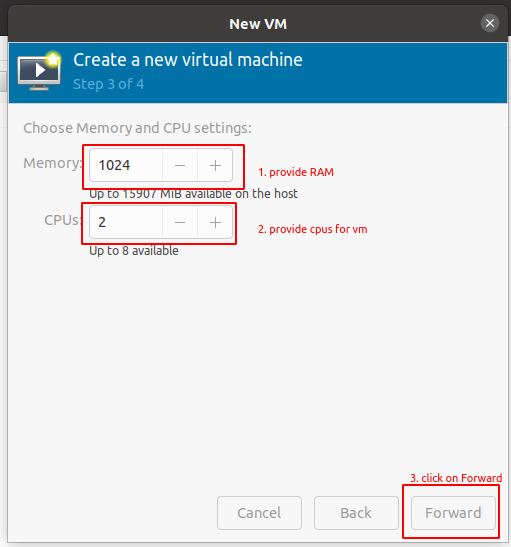 New VM
Create a new virtual machine
Step 3 of 4
Choose Memory and CPU settings:
Memory: 1024 − + 1. provide RAM
Up to 15907 MiB available on the host
CPUs: 2 − + 2. provide cpus for vm
Up to 8 available
3. click on Forward
Cancel Back Forward